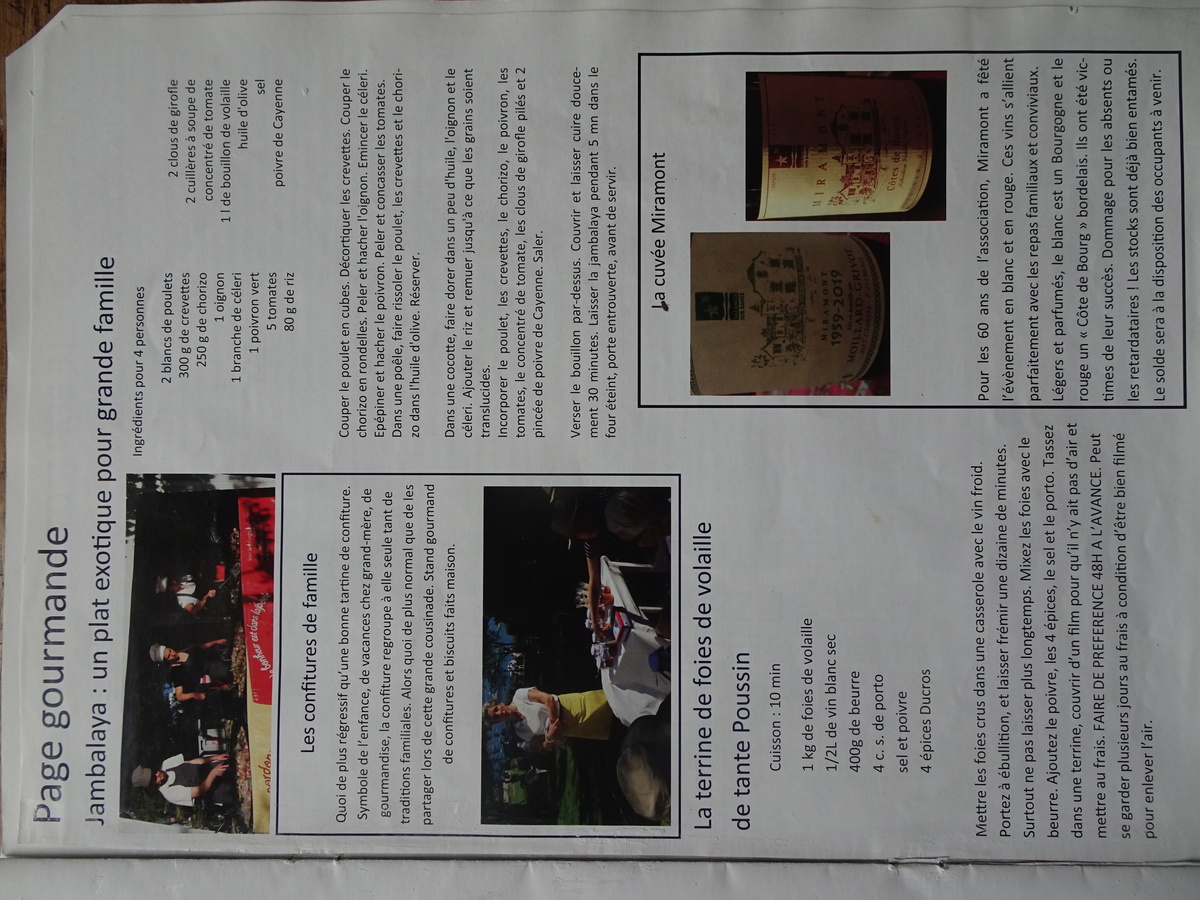 Page gourmande
Jambalaya : un plat exotique pour grande famille
bonheur est dans la
Ingrédients pour 4 personnes
2 blancs de poulets
300 g de crevettes
250 g de chorizo
1 oignon
1 branche de céleri
1 poivron vert
5 tomates
80 g de riz
2 clous de girofle
2 cuillères à soupe de
concentré de tomate
1 l de bouillon de volaille
huile d'olive
sel
poivre de Cayenne
Couper le poulet en cubes. Décortiquer les crevettes. Couper le
chorizo en rondelles. Peler et hacher l'oignon. Emincer le céleri.
Epépiner et hacher le poivron. Peler et concasser les tomates.
Dans une poêle, faire rissoler le poulet, les crevettes et le chori-
zo dans l'huile d'olive. Réserver.
Dans une cocotte, faire dorer dans un peu d'huile, l'oignon et le
céleri. Ajouter le riz et remuer jusqu'à ce que les grains soient
translucides.
Incorporer le poulet, les crevettes, le chorizo, le poivron, les
tomates, le concentré de tomate, les clous de girofle pilés et 2
pincée de poivre de Cayenne. Saler.
Verser le bouillon par-dessus. Couvrir et laisser cuire douce-
ment 30 minutes. Laisser la jambalaya pendant 5 mn dans le
four éteint, porte entrouverte, avant de servir.
Les confitures de famille
Quoi de plus régressif qu'une bonne tartine de confiture.
Symbole de l'enfance, de vacances chez grand-mère, de
gourmandise, la confiture regroupe à elle seule tant de
traditions familiales. Alors quoi de plus normal que de les
partager lors de cette grande cousinade. Stand gourmand
de confitures et biscuits faits maison.
La terrine de foies de volaille
de tante Poussin
Cuisson : 10 min
1 kg de foies de volaille
1/2L de vin blanc sec
400g de beurre
4 c. s. de porto
sel et poivre
4 épices Ducros
Mettre les foies crus dans une casserole avec le vin froid.
Portez à ébullition, et laisser frémir une dizaine de minutes.
Surtout ne pas laisser plus longtemps. Mixez les foies avec le
beurre. Ajoutez le poivre, les 4 épices, le sel et le porto. Tassez
dans une terrine, couvrir d'un film pour qu'il n'y ait pas d'air et
mettre au frais. FAIRE DE PREFERENCE 48H A L'AVANCE. Peut
se garder plusieurs jours au frais à condition d'être bien filmé
pour enlever l'air.
La cuvée Miramont
SUR RANCE
MIRAMONT
1959-2019
MOILLARD-GRIVOT
MIRAMONT
Côtes de Bourg
Pour les 60 ans de l'association, Miramont a fêté
l'évènement en blanc et en rouge. Ces vins s'allient
parfaitement avec les repas familiaux et conviviaux.
Légers et parfumés, le blanc est un Bourgogne et le
rouge un « Côte de Bourg » bordelais. Ils ont été vic-
times de leur succès. Dommage pour les absents ou
les retardataires ! Les stocks sont déjà bien entamés.
Le solde sera à la disposition des occupants à venir.